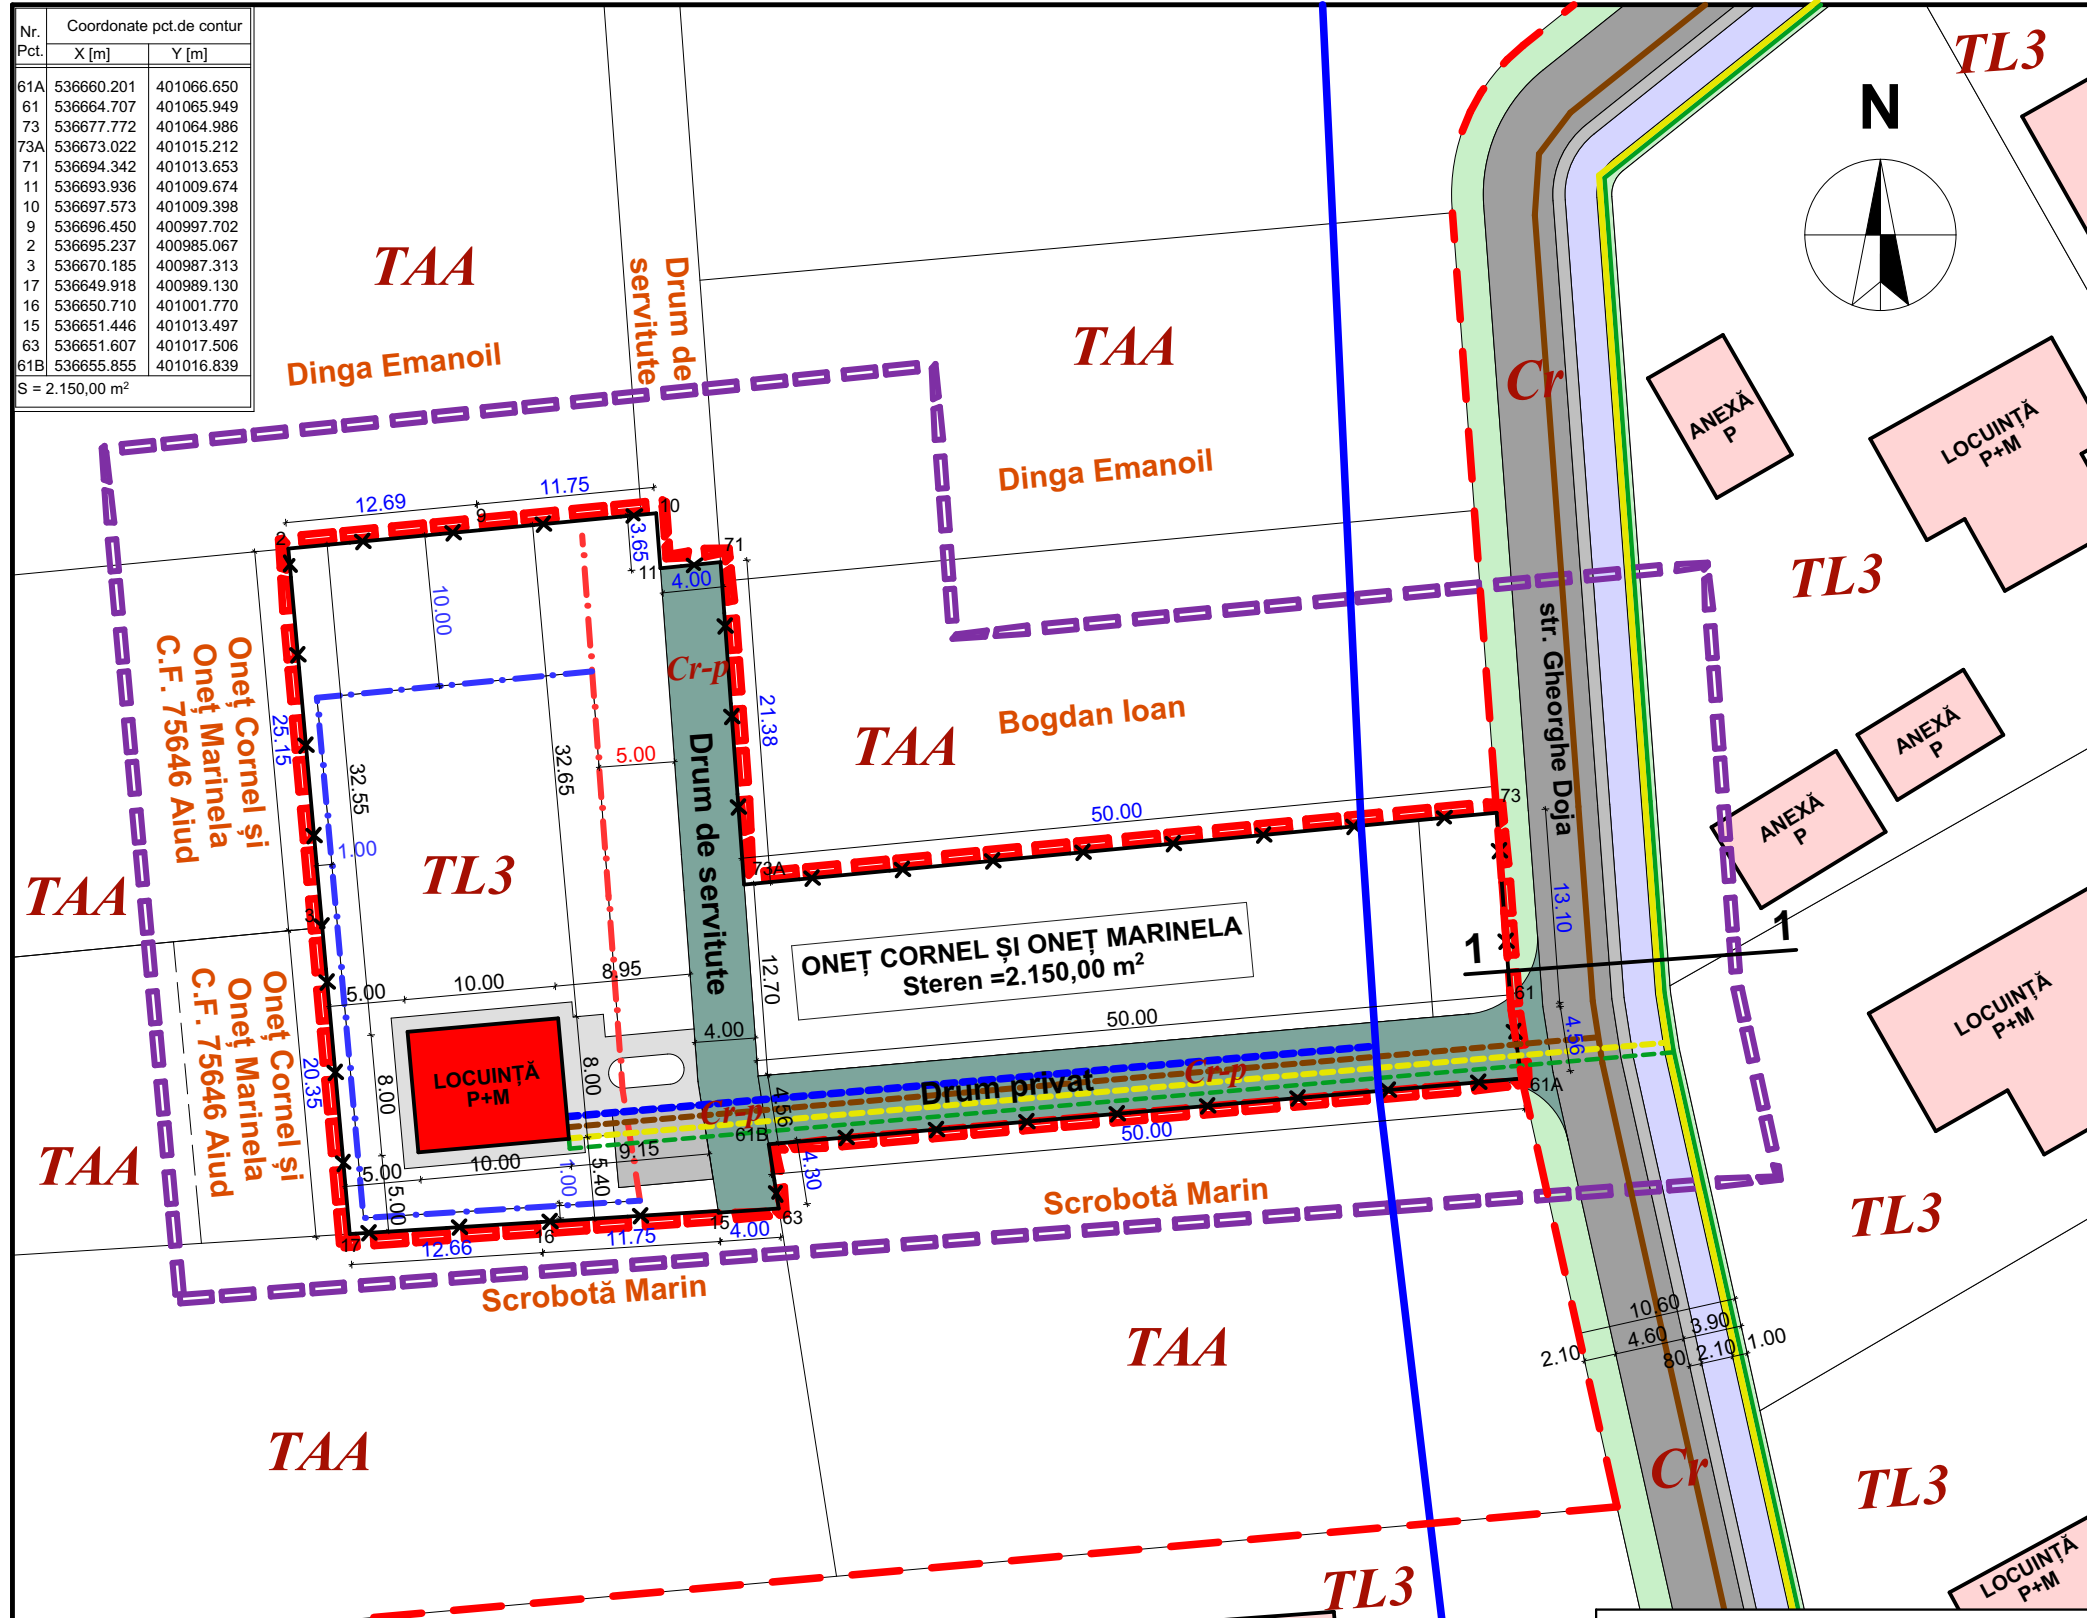 Nr. Pct. Coordonate pct.de contur
X [m] Y [m]
61A 536660.201 401066.650
61 536664.707 401065.949
73 536677.772 401064.986
73A 536673.022 401015.212
71 536694.342 401013.653
11 536693.936 401009.674
10 536697.573 401009.398
9 536696.450 400997.702
2 536695.237 400985.067
3 536670.185 400987.313
17 536649.918 400989.130
16 536650.710 401001.770
15 536651.446 401013.497
63 536651.607 401017.506
61B 536655.855 401016.839
S = 2.150,00 m²
TL3
N
TAA
Drum de
servitute
Dinga Emanoil
TAA
Cr
ANEXĂ
P
LOCUINȚĂ
P+M
Dinga Emanoil
12.69
11.75
2
9
10
3.65
11
71
4.00
10.00
TL3
str. Gheorghe Doja
Oneț Cornel și
Oneț Marinela
C.F. 75646 Aiud
25.15
32.55
32.65
5.00
Cr-p
21.38
Bogdan Ioan
TAA
ANEXĂ
P
ANEXĂ
P
1.00
TL3
Drum de servitute
50.00
73
73A
TAA
3
13.10
1
1
ONEȚ CORNEL ȘI ONEȚ MARINELA
Steren =2.150,00 m²
12.70
8.95
10.00
5.00
61
50.00
4.00
4.56
LOCUINȚĂ
P+M
Oneț Cornel și
Oneț Marinela
C.F. 75646 Aiud
20.35
8.00
LOCUINȚĂ
P+M
8.00
Drum privat
Cr-p
61A
Cr-p
4.56
61B
50.00
TAA
9.15
10.00
5.00
5.00
1.00
5.40
4.30
Scrobotă Marin
TL3
17
12.66
16
11.75
15
4.00
63
Scrobotă Marin
10.60
4.60
3.90
2.10
80
2.10
1.00
TAA
TAA
Cr
TL3
TL3
LOCUINȚĂ
P+M